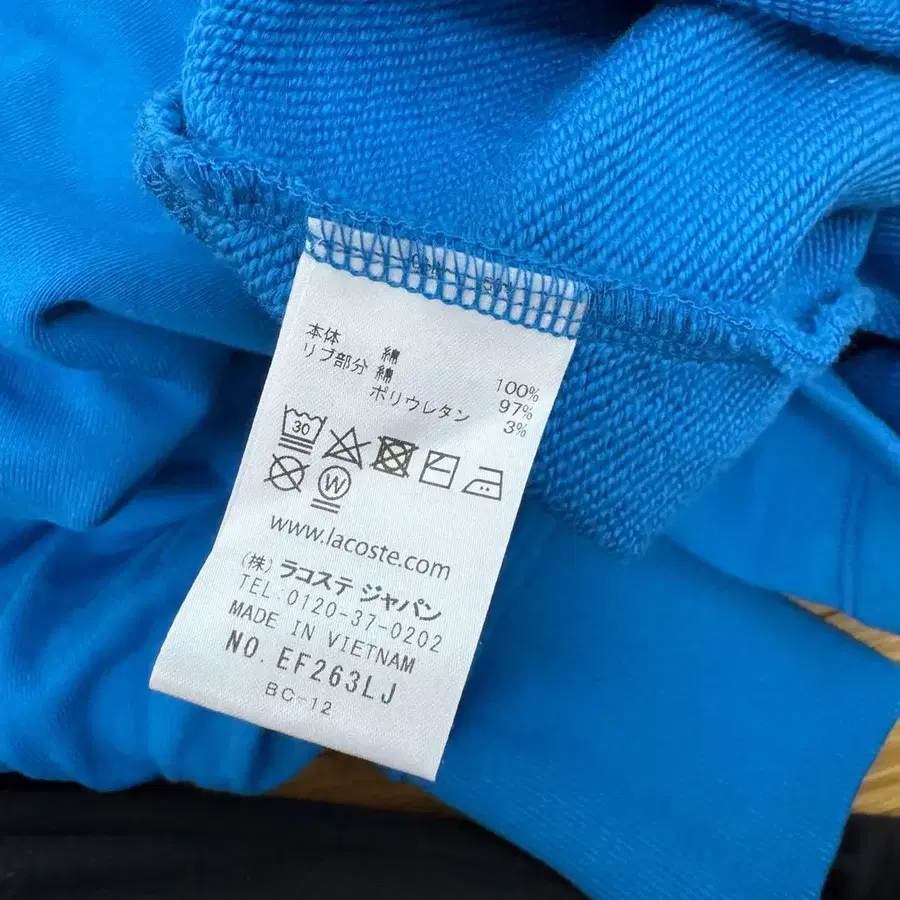 本体 綿 100%
リブ部分 綿 97%
ポリウレタン 3%
30
W
www.lacoste.com
(株) ラコステ ジャパン
TEL:0120-37-0202
MADE IN VIETNAM
NO. EF263LJ
BC-12